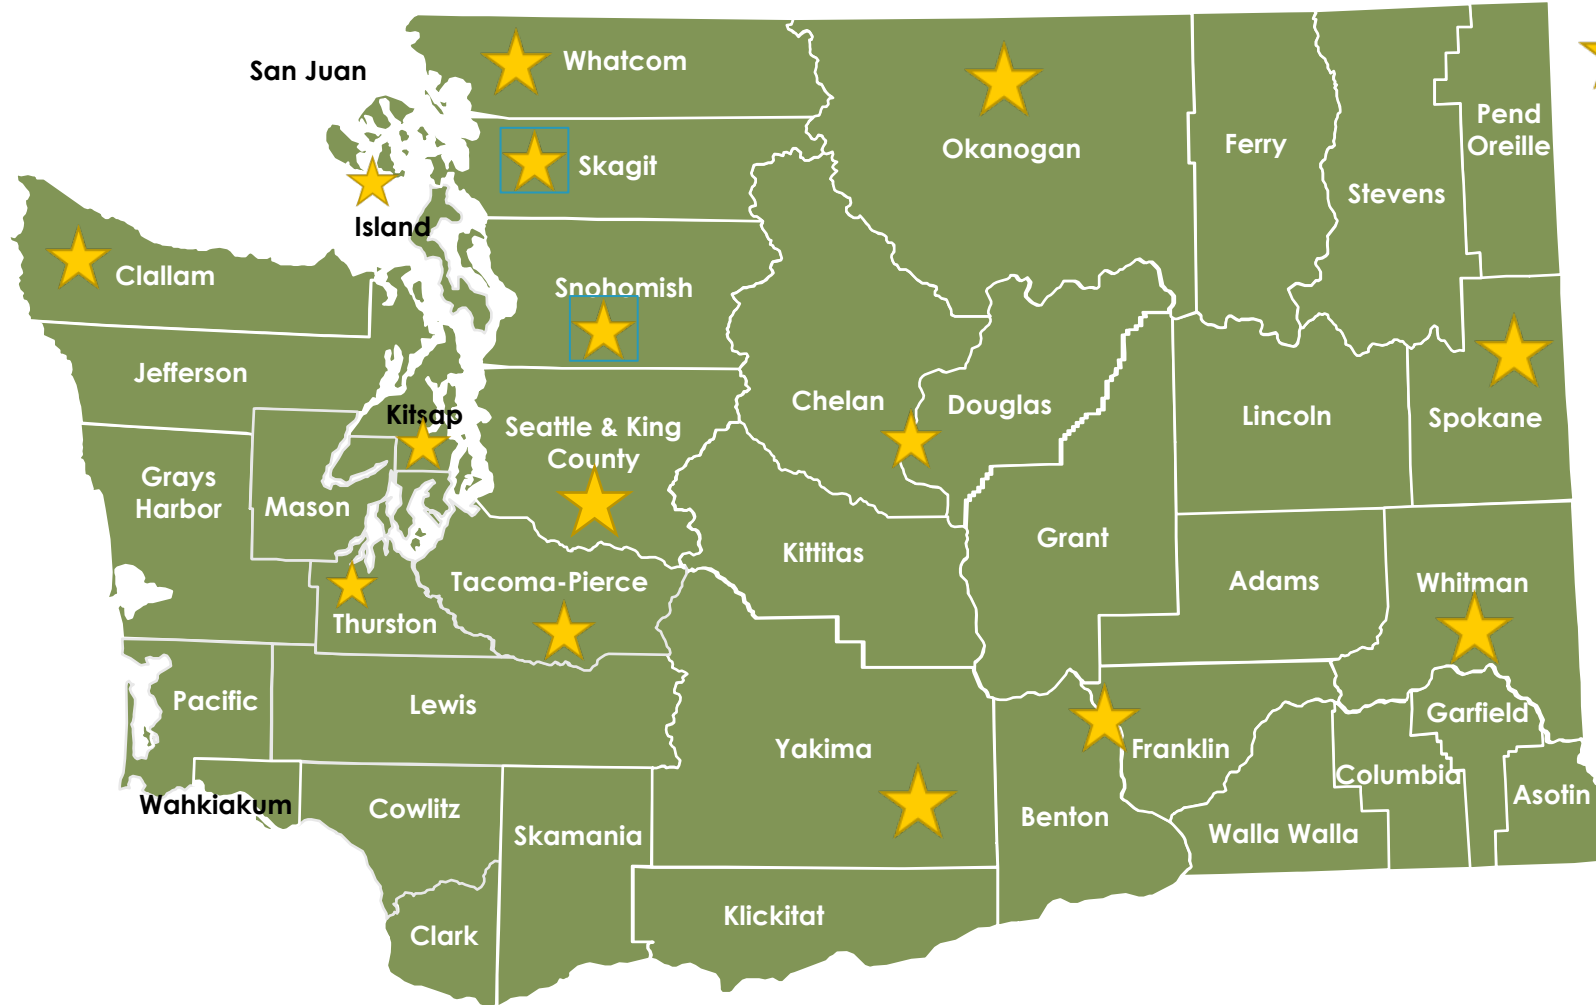 San Juan
Whatcom
Okanogan
Ferry
Pend
Oreille
Skagit
Stevens
Island
Clallam
Snohomish
Jefferson
Kitsap
Seattle & King
County
Chelan
Douglas
Lincoln
Spokane
Grays
Harbor
Mason
Kittitas
Grant
Tacoma-Pierce
Adams
Whitman
Thurston
Pacific
Lewis
Yakima
Franklin
Garfield
Columbia
Asotin
Wahkiakum
Cowlitz
Skamania
Benton
Walla Walla
Klickitat
Clark